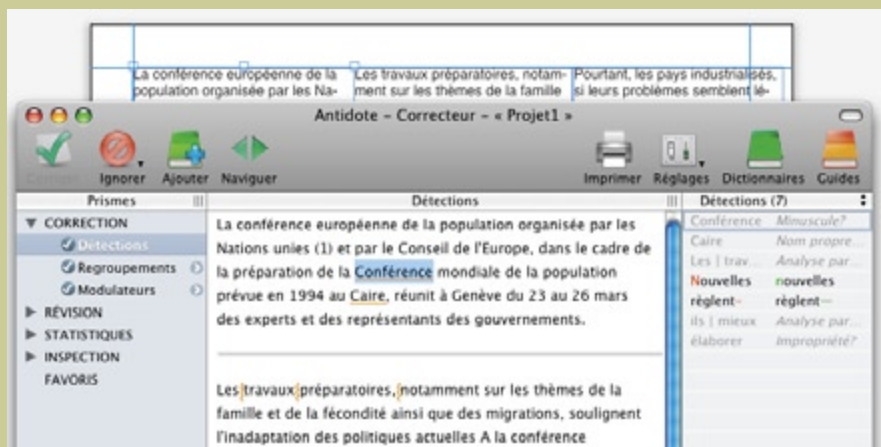 La conférence européenne de la
population organisée par les Na-
Les travaux préparatoires, notam-
ment sur les thèmes de la famille
Pourtant, les pays industrialisés,
si leurs problèmes semblent lé-
Antidote – Correcteur – « Projet1 »
Corriger
Ignorer
Ajouter
Naviguer
Imprimer
Réglages
Dictionnaires
Guides
Prismes
CORRECTION
Détections
Regroupements
Modulateurs
RÉVISION
STATISTIQUES
INSPECTION
FAVORIS
Détections
La conférence européenne de la population organisée par les
Nations unies (1) et par le Conseil de l'Europe, dans le cadre de
la préparation de la Conférence mondiale de la population
prévue en 1994 au Caire, réunit à Genève du 23 au 26 mars
des experts et des représentants des gouvernements.
Les travaux préparatoires, notamment sur les thèmes de la
famille et de la fécondité ainsi que des migrations, soulignent
l'inadaptation des politiques actuelles A la conférence
Détections (7)
Conférence Minuscule?
Caire Nom propre...
Les | trav... Analyse par...
Nouvelles nouvelles
règlent- règlent—
ils | mieux Analyse par...
élaborer Impropriété?